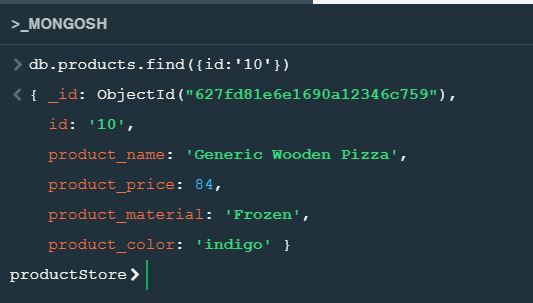 >_MONGOSH
> db.products.find({id:'10'})
< { _id: ObjectId("627fd81e6e1690a12346c759"),
id: '10',
product_name: 'Generic Wooden Pizza',
product_price: 84,
product_material: 'Frozen',
product_color: 'indigo' }
productStore>